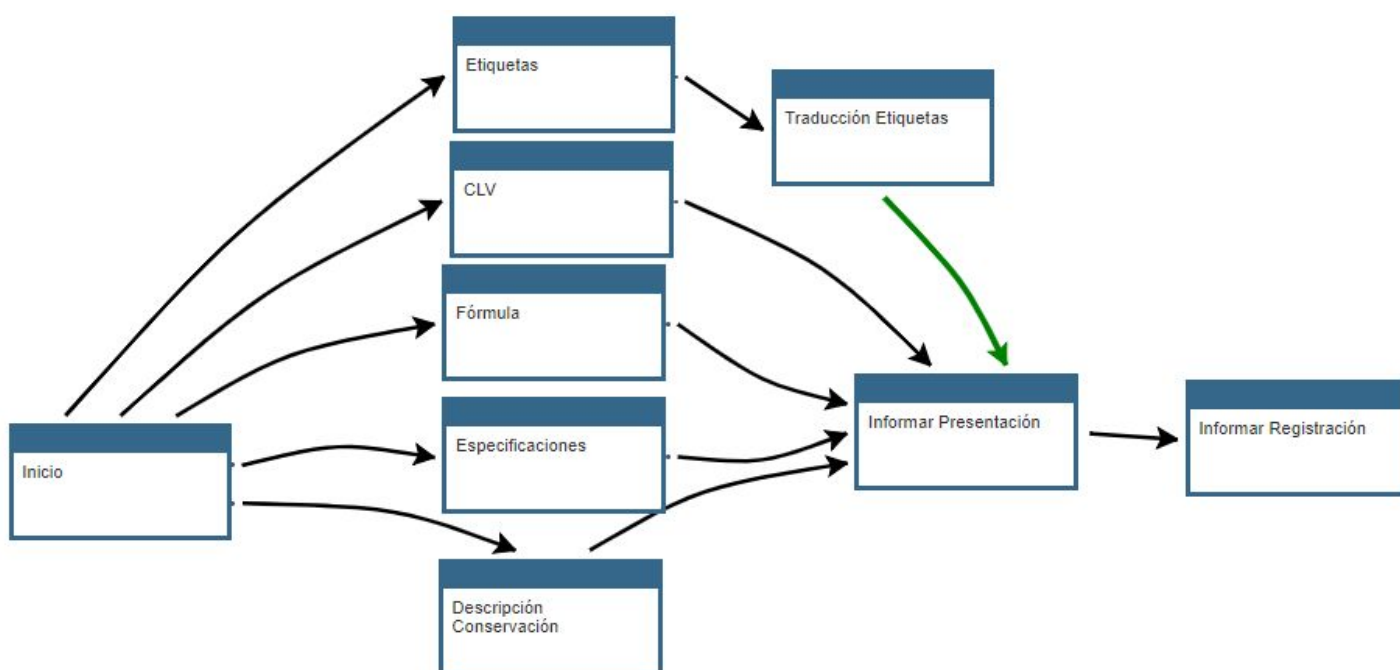 Etiquetas
Traducción Etiquetas
CLV
Fórmula
Especificaciones
Inicio
Informar Presentación
Informar Registración
Descripción
Conservación